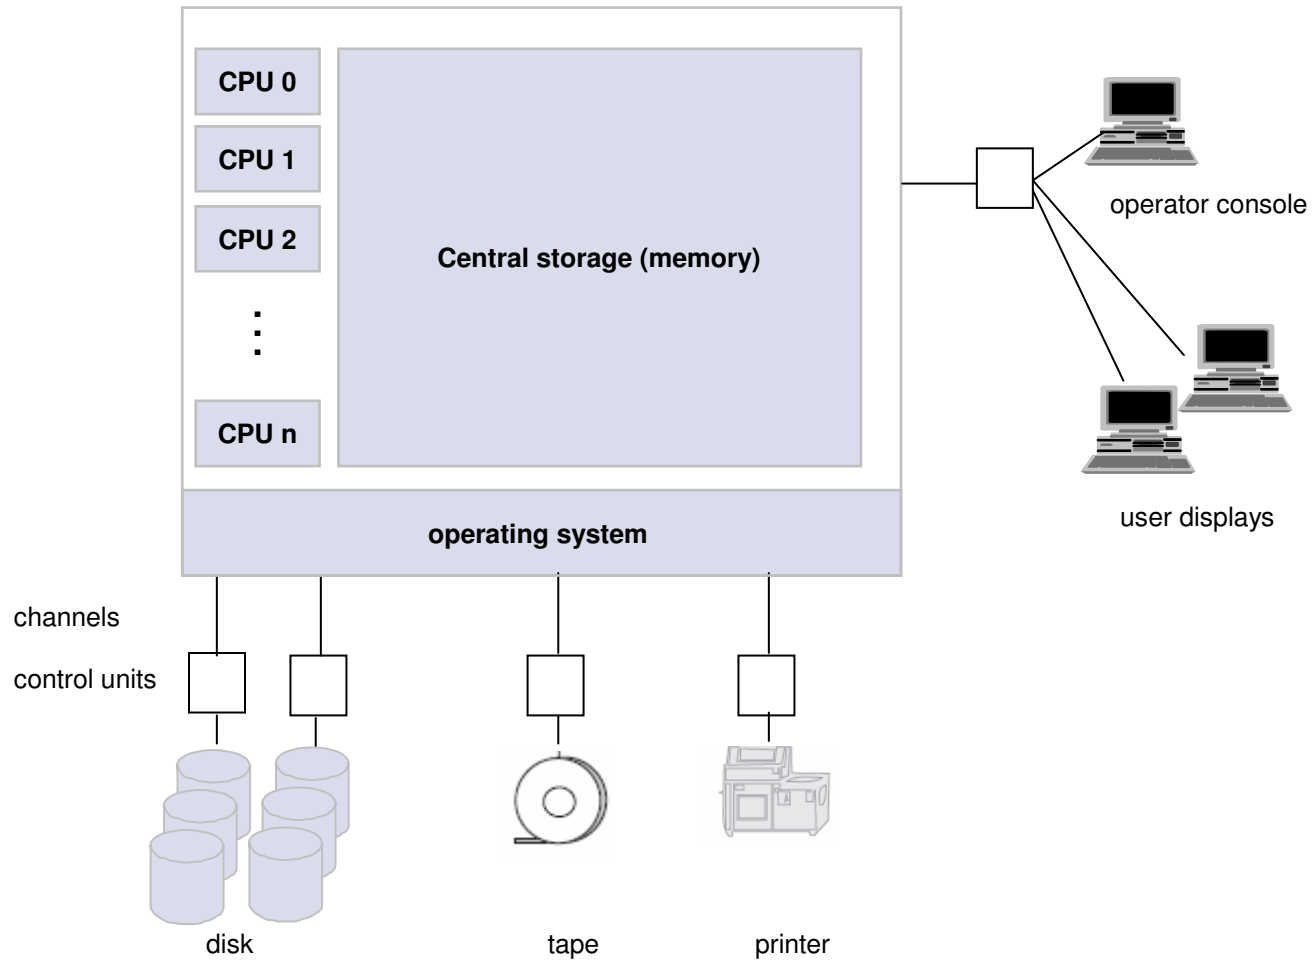 CPU 0
CPU 1
CPU 2
CPU n
Central storage (memory)
operating system
operator console
user displays
channels
control units
disk
tape
printer